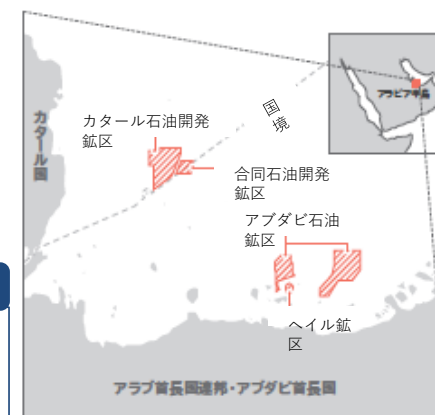 アラビア半島
国
境
カタール国
カタール石油開発
鉱区
合同石油開発
鉱区
アブダビ石油
鉱区
ヘイル鉱
区
アラブ首長国連邦・アブダビ首長国